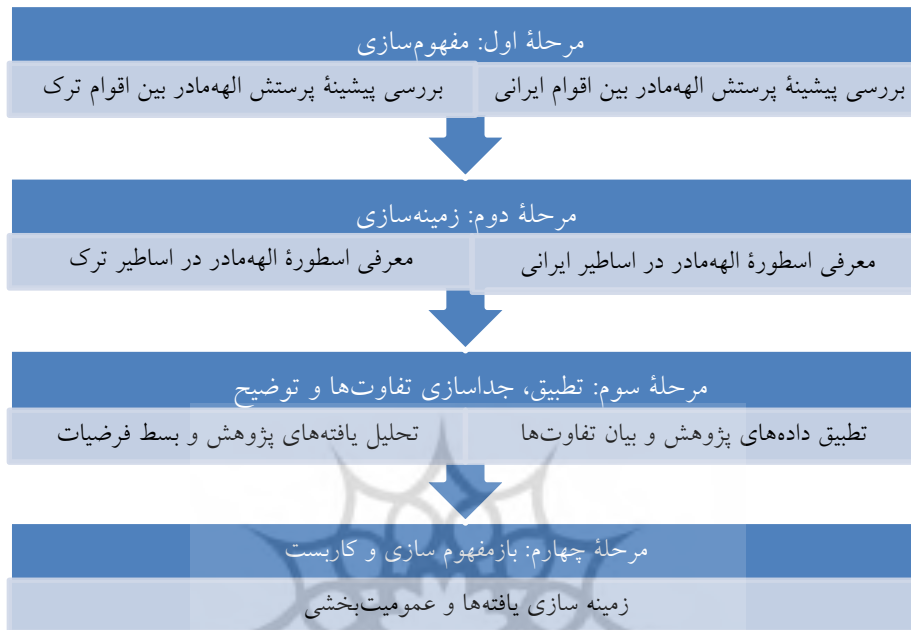 مرحلهٔ اول: مفهوم‌سازی
بررسی پیشینهٔ پرستش الهه‌مادر بین اقوام ایرانی
بررسی پیشینهٔ پرستش الهه‌مادر بین اقوام ترک
مرحلهٔ دوم: زمینه‌سازی
معرفی اسطورهٔ الهه‌مادر در اساطیر ایرانی
معرفی اسطورهٔ الهه‌مادر در اساطیر ترک
مرحلهٔ سوم: تطبیق، جداسازی تفاوت‌ها و توضیح
تطبیق داده‌های پژوهش و بیان تفاوت‌ها
تحلیل یافته‌های پژوهش و بسط فرضیات
مرحلهٔ چهارم: بازمفهوم سازی و کاربست
زمینه سازی یافته‌ها و عمومیت‌بخشی